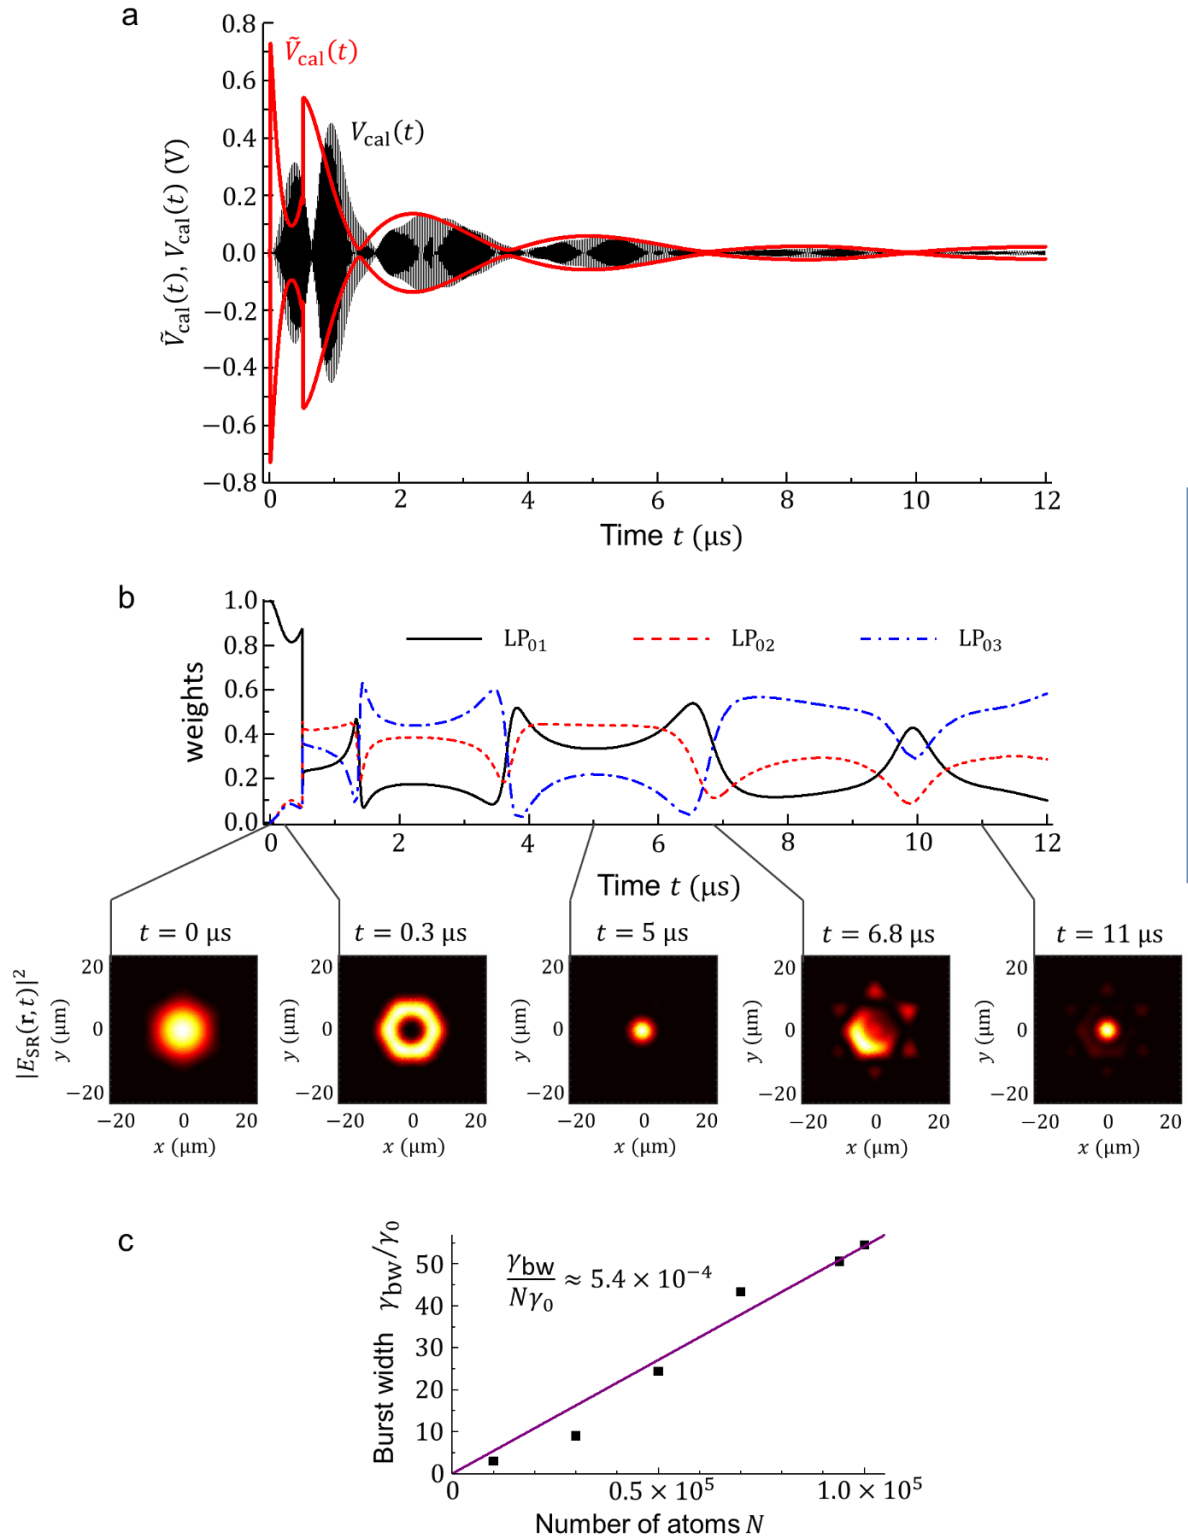 a
Ṽcal(t), Vcal(t) (V)
0.8
0.6
0.4
0.2
0.0
−0.2
−0.4
−0.6
−0.8
Ṽcal(t)
Vcal(t)
0 2 4 6 8 10 12
Time t (μs)
b
weights
1.0
0.8
0.6
0.4
0.2
0.0
LP01 LP02 LP03
0 2 4 6 8 10 12
Time t (μs)
t = 0 μs t = 0.3 μs t = 5 μs t = 6.8 μs t = 11 μs
|ESR(r, t)|²
y (μm) y (μm) y (μm) y (μm) y (μm)
20 20 20 20 20
0 0 0 0 0
−20 −20 −20 −20 −20
−20 0 20 −20 0 20 −20 0 20 −20 0 20 −20 0 20
x (μm) x (μm) x (μm) x (μm) x (μm)
c
Burst width γbw/γ0
50
40
30
20
10
0
γbw/Nγ0 ≈ 5.4 × 10⁻⁴
0 0.5 × 10⁵ 1.0 × 10⁵
Number of atoms N